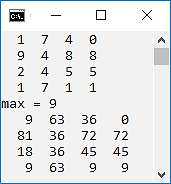 C:\.
1 7 4 0
9 4 8 8
2 4 5 5
1 7 1 1
max = 9
9 63 36 0
81 36 72 72
18 36 45 45
9 63 9 9